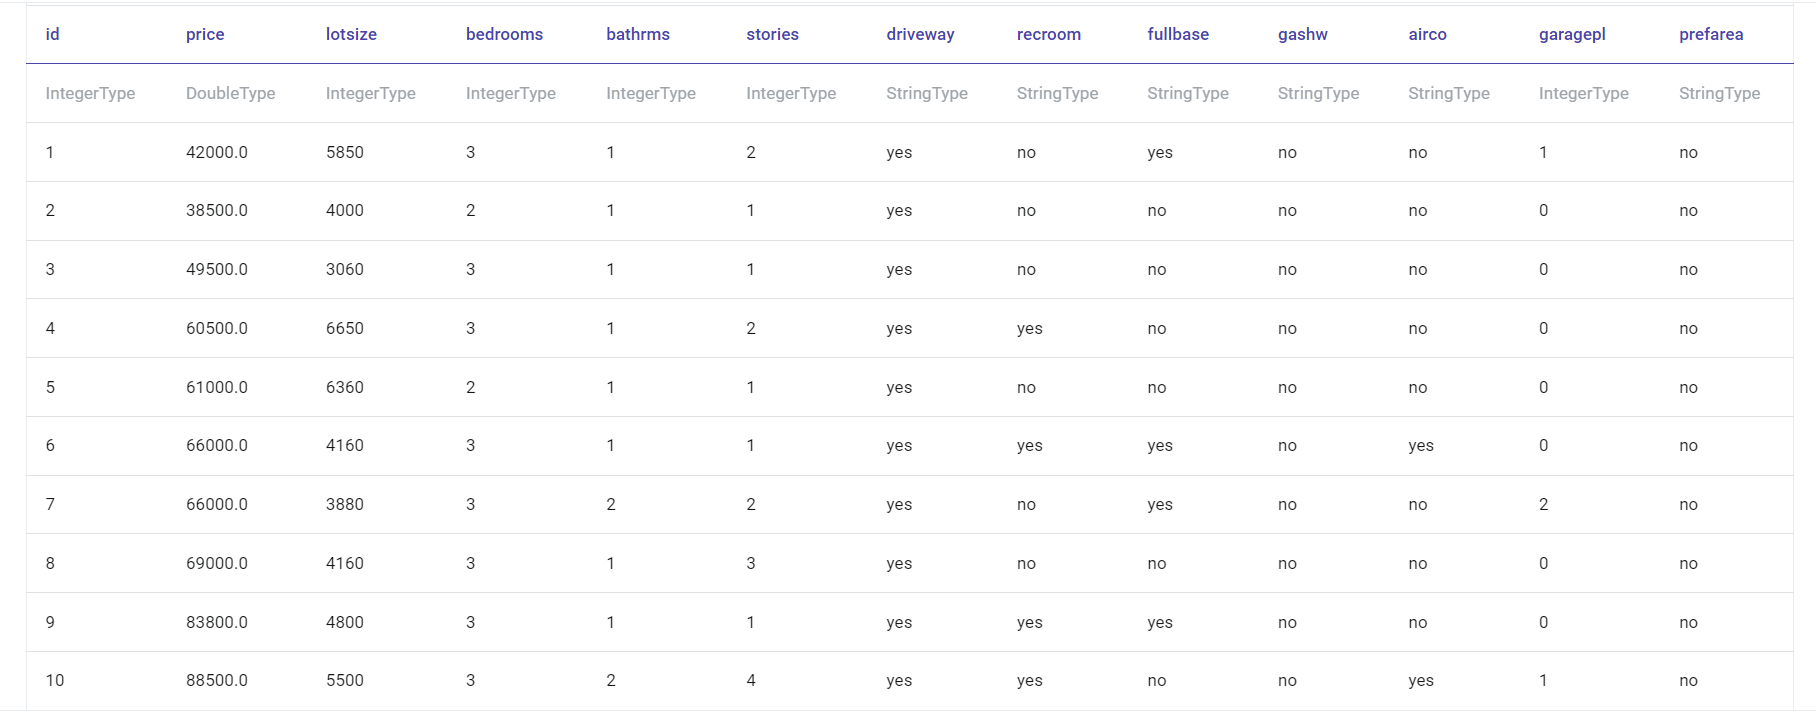 id price lotsize bedrooms bathrms stories driveway recroom fullbase gashw airco garagepl prefarea
IntegerType DoubleType IntegerType IntegerType IntegerType IntegerType StringType StringType StringType StringType StringType IntegerType StringType
1 42000.0 5850 3 1 2 yes no yes no no 1 no
2 38500.0 4000 2 1 1 yes no no no no 0 no
3 49500.0 3060 3 1 1 yes no no no no 0 no
4 60500.0 6650 3 1 2 yes yes no no no 0 no
5 61000.0 6360 2 1 1 yes no no no no 0 no
6 66000.0 4160 3 1 1 yes yes yes no yes 0 no
7 66000.0 3880 3 2 2 yes no yes no no 2 no
8 69000.0 4160 3 1 3 yes no no no no 0 no
9 83800.0 4800 3 1 1 yes yes yes no no 0 no
10 88500.0 5500 3 2 4 yes yes no no yes 1 no